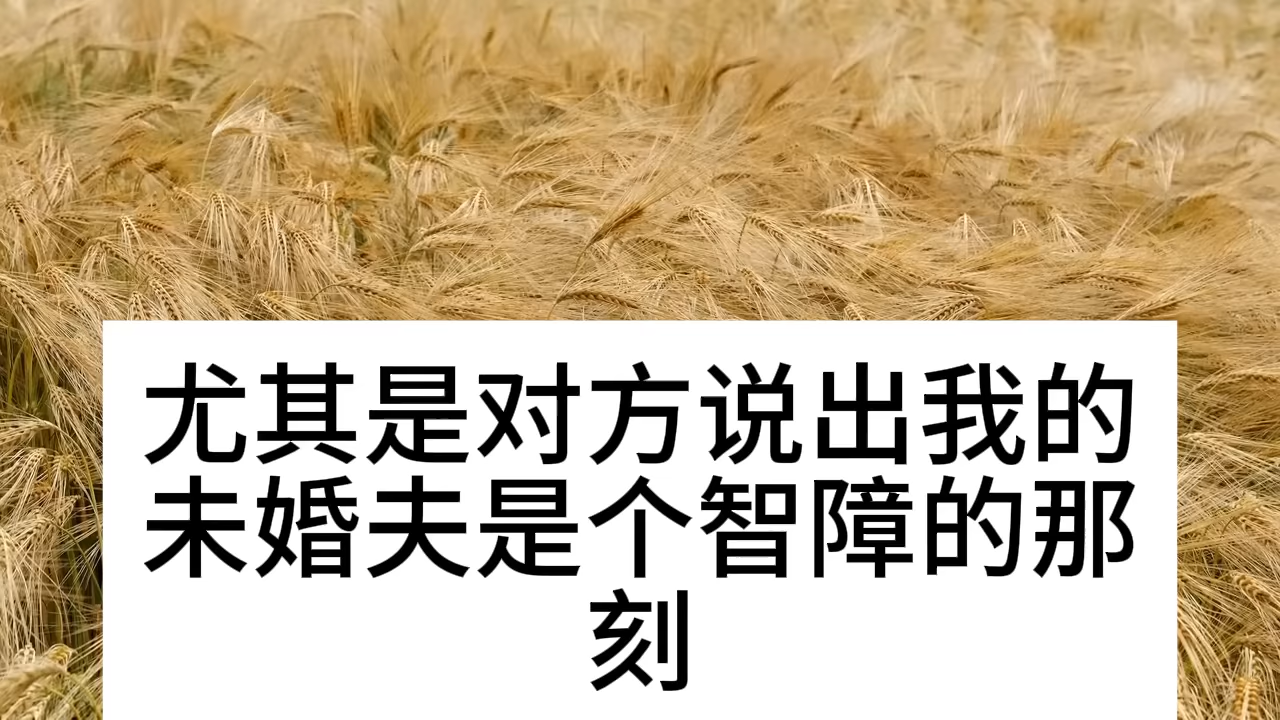 尤其是对方说出我的
未婚夫是个智障的那
刻